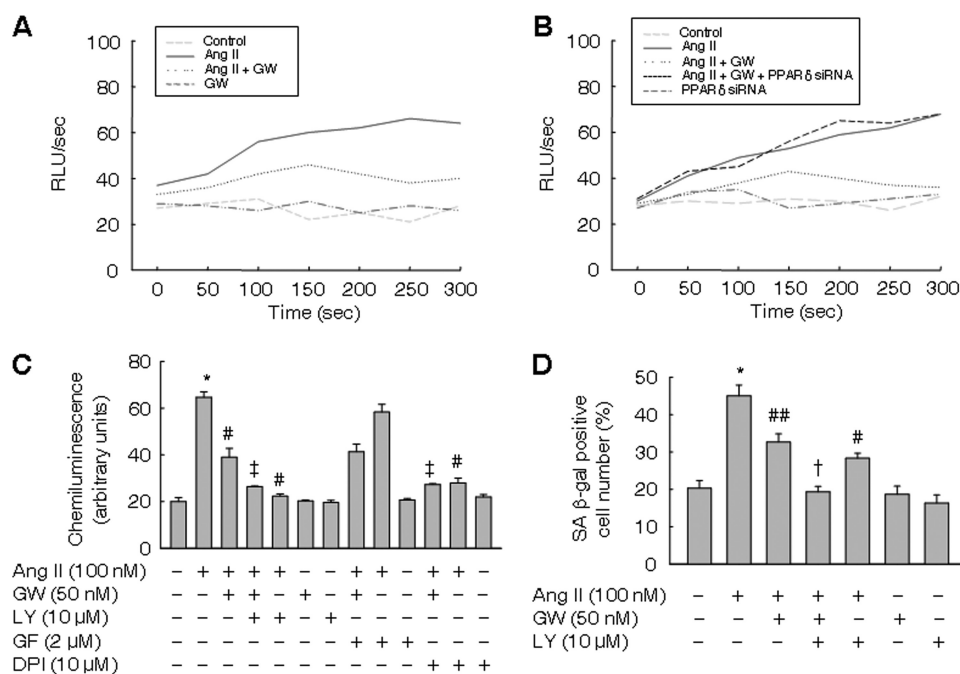 A
100
80
60
40
20
0
RLU/sec
Control
Ang II
Ang II + GW
GW
0 50 100 150 200 250 300
Time (sec)
B
100
80
60
40
20
0
RLU/sec
Control
Ang II
Ang II + GW
Ang II + GW + PPARδ siRNA
PPARδ siRNA
0 50 100 150 200 250 300
Time (sec)
C
80
60
40
20
0
Chemiluminescence
(arbitrary units)
* # ‡ # ‡ #
Ang II (100 nM) − + + + + − − + + − + + −
GW (50 nM) − − + + − + − + − − + − −
LY (10 µM) − − − + + − + − − − − − −
GF (2 µM) − − − − − − − + + + − − −
DPI (10 µM) − − − − − − − − − − + + +
D
50
40
30
20
10
0
SA β-gal positive
cell number (%)
* ## † #
Ang II (100 nM) − + + + + − −
GW (50 nM) − − + + − + −
LY (10 µM) − − − + + − +